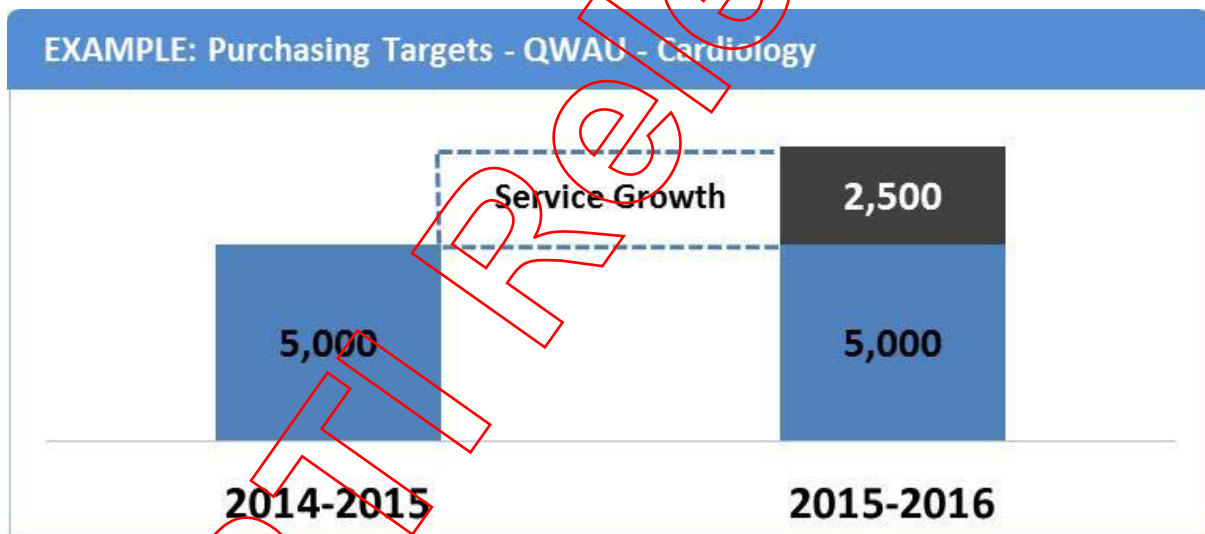 EXAMPLE: Purchasing Targets - QWAU - Cardiology
Service Growth
2,500
5,000
5,000
2014-2015
2015-2016